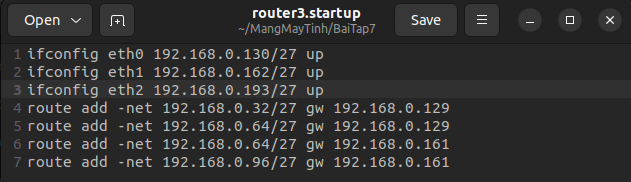 Open
router3.startup
~/MangMayTinh/BaiTap7
Save
1 ifconfig eth0 192.168.0.130/27 up
2 ifconfig eth1 192.168.0.162/27 up
3 ifconfig eth2 192.168.0.193/27 up
4 route add -net 192.168.0.32/27 gw 192.168.0.129
5 route add -net 192.168.0.64/27 gw 192.168.0.129
6 route add -net 192.168.0.64/27 gw 192.168.0.161
7 route add -net 192.168.0.96/27 gw 192.168.0.161